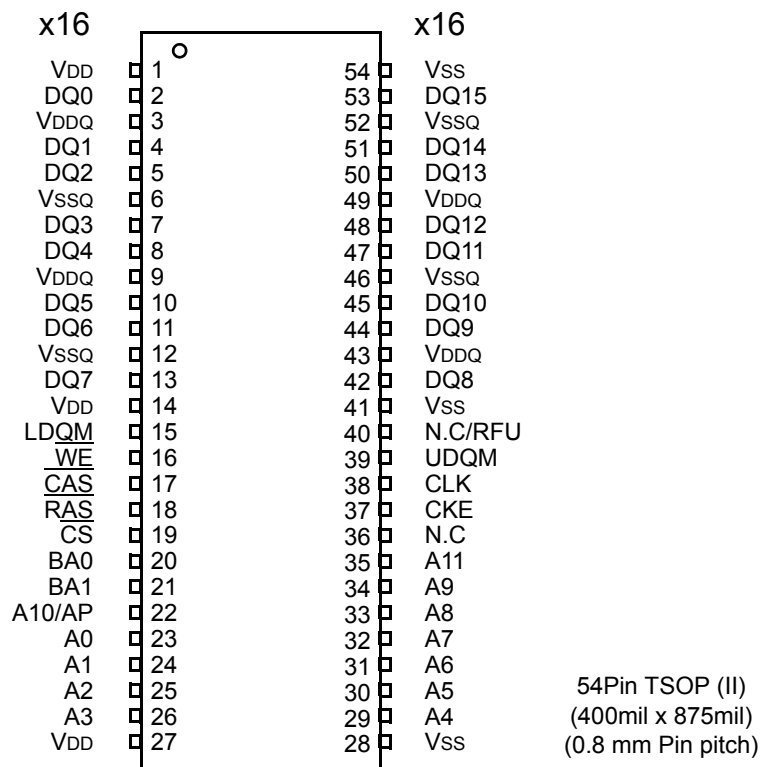 x16 x16
VDD 1 54 VSS
DQ0 2 53 DQ15
VDDQ 3 52 VSSQ
DQ1 4 51 DQ14
DQ2 5 50 DQ13
VSSQ 6 49 VDDQ
DQ3 7 48 DQ12
DQ4 8 47 DQ11
VDDQ 9 46 VSSQ
DQ5 10 45 DQ10
DQ6 11 44 DQ9
VSSQ 12 43 VDDQ
DQ7 13 42 DQ8
VDD 14 41 VSS
LDQM 15 40 N.C/RFU
WE 16 39 UDQM
CAS 17 38 CLK
RAS 18 37 CKE
CS 19 36 N.C
BA0 20 35 A11
BA1 21 34 A9
A10/AP 22 33 A8
A0 23 32 A7
A1 24 31 A6
A2 25 30 A5
A3 26 29 A4
VDD 27 28 VSS
54Pin TSOP (II)
(400mil x 875mil)
(0.8 mm Pin pitch)